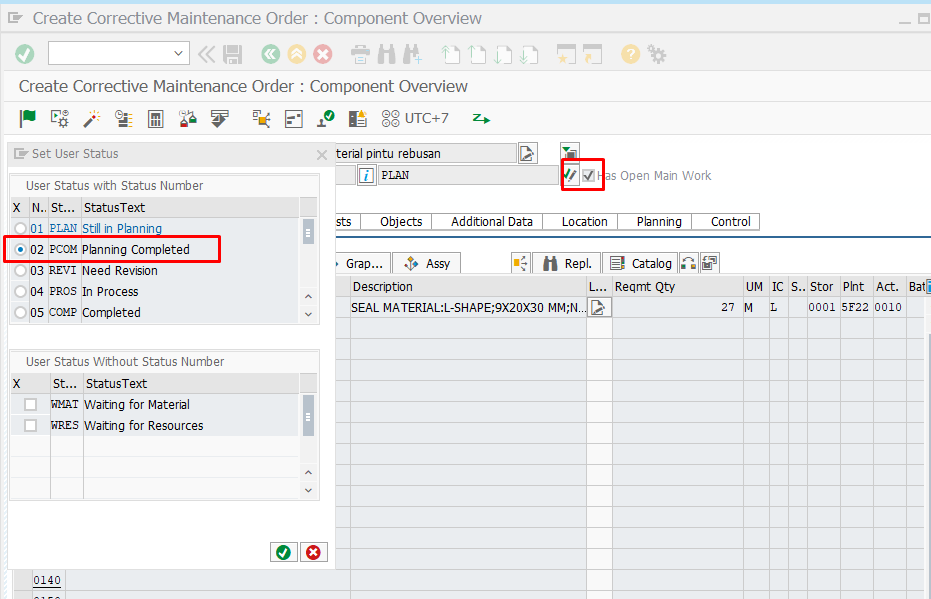 Create Corrective Maintenance Order : Component Overview
Create Corrective Maintenance Order : Component Overview
UTC+7
Set User Status
terial pintu rebusan
i PLAN
Has Open Main Work
User Status with Status Number
X N.. St... StatusText
01 PLAN Still in Planning
02 PCOM Planning Completed
03 REVI Need Revision
04 PROS In Process
05 COMP Completed
sts Objects Additional Data Location Planning Control
Grap... Assy Repl. Catalog
Description L... Reqmt Qty UM IC S.. Stor Plnt Act. Bat
SEAL MATERIAL:L-SHAPE;9X20X30 MM;N... 27 M L 0001 5F22 0010
User Status Without Status Number
X St... StatusText
WMAT Waiting for Material
WRES Waiting for Resources
0140